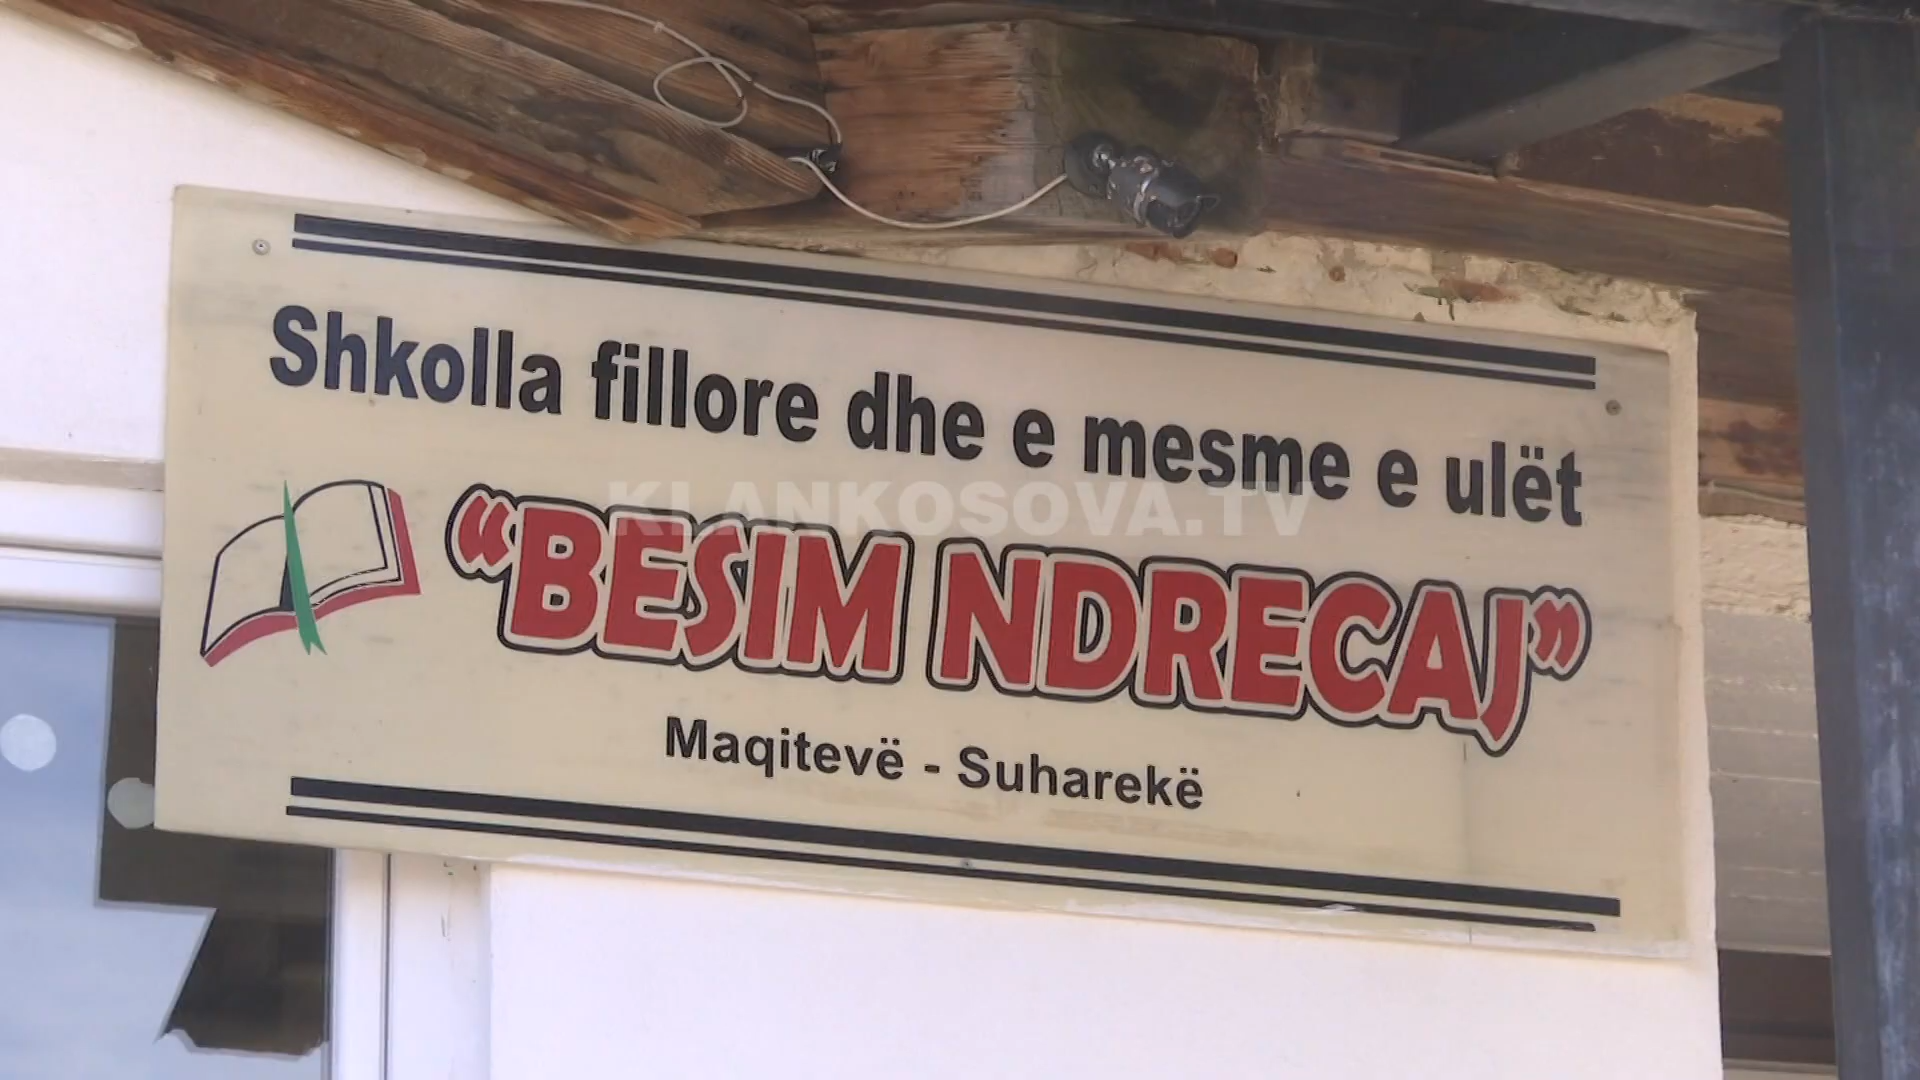 Shkolla fillore dhe e mesme e ulët
KLANKOSOVA.TV
“BESIM NDRECAJ”
Maqitevë - Suharekë